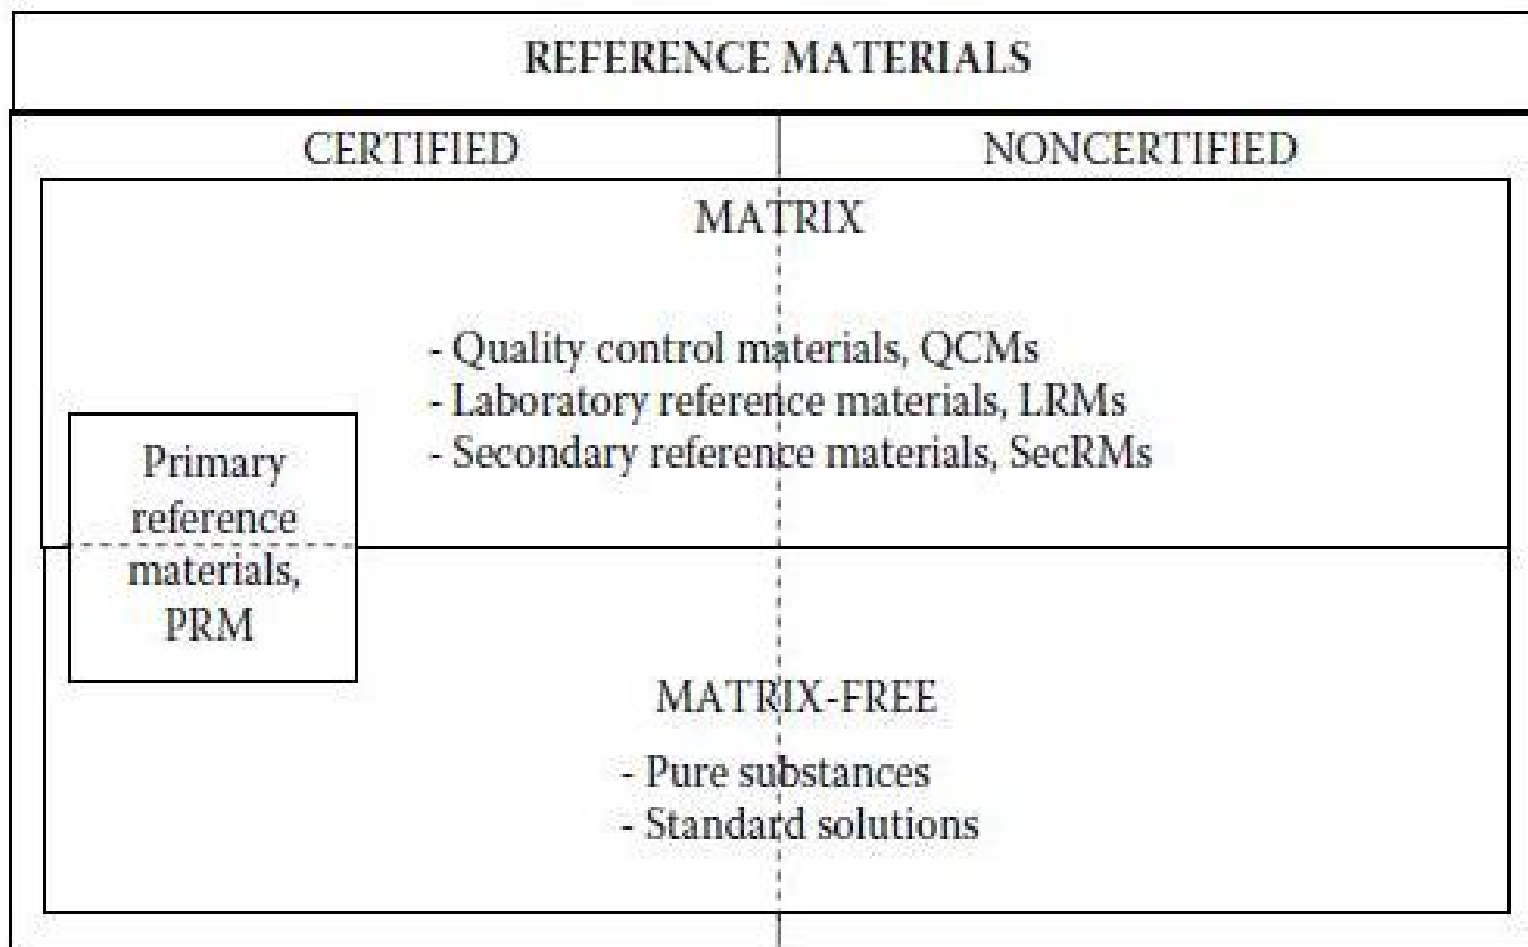 REFERENCE MATERIALS
CERTIFIED
NONCERTIFIED
MATRIX
- Quality control materials, QCMs
- Laboratory reference materials, LRMs
- Secondary reference materials, SecRMs
Primary
reference
materials,
PRM
MATRIX-FREE
- Pure substances
- Standard solutions